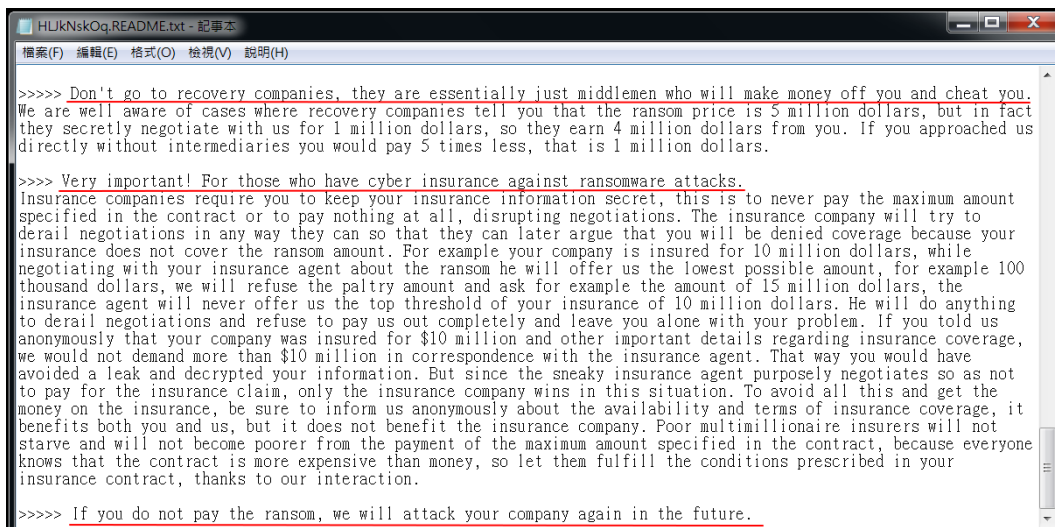 HLJkNskOq.README.txt - 記事本
檔案(F) 編輯(E) 格式(O) 檢視(V) 說明(H)
>>>>> Don't go to recovery companies, they are essentially just middlemen who will make money off you and cheat you.
We are well aware of cases where recovery companies tell you that the ransom price is 5 million dollars, but in fact
they secretly negotiate with us for 1 million dollars, so they earn 4 million dollars from you. If you approached us
directly without intermediaries you would pay 5 times less, that is 1 million dollars.
>>>> Very important! For those who have cyber insurance against ransomware attacks.
Insurance companies require you to keep your insurance information secret, this is to never pay the maximum amount
specified in the contract or to pay nothing at all, disrupting negotiations. The insurance company will try to
derail negotiations in any way they can so that they can later argue that you will be denied coverage because your
insurance does not cover the ransom amount. For example your company is insured for 10 million dollars, while
negotiating with your insurance agent about the ransom he will offer us the lowest possible amount, for example 100
thousand dollars, we will refuse the paltry amount and ask for example the amount of 15 million dollars, the
insurance agent will never offer us the top threshold of your insurance of 10 million dollars. He will do anything
to derail negotiations and refuse to pay us out completely and leave you alone with your problem. If you told us
anonymously that your company was insured for $10 million and other important details regarding insurance coverage,
we would not demand more than $10 million in correspondence with the insurance agent. That way you would have
avoided a leak and decrypted your information. But since the sneaky insurance agent purposely negotiates so as not
to pay for the insurance claim, only the insurance company wins in this situation. To avoid all this and get the
money on the insurance, be sure to inform us anonymously about the availability and terms of insurance coverage, it
benefits both you and us, but it does not benefit the insurance company. Poor multimillionaire insurers will not
starve and will not become poorer from the payment of the maximum amount specified in the contract, because everyone
knows that the contract is more expensive than money, so let them fulfill the conditions prescribed in your
insurance contract, thanks to our interaction.
>>>>> If you do not pay the ransom, we will attack your company again in the future.